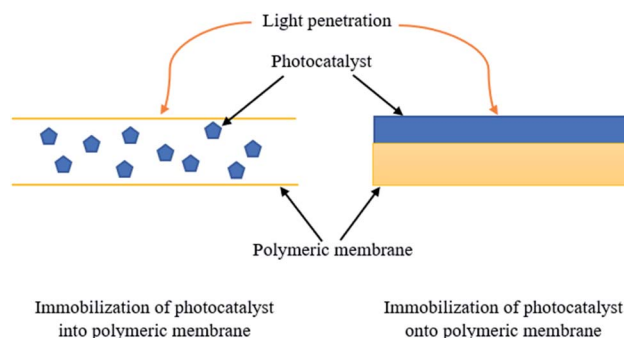 Light penetration
Photocatalyst
Polymeric membrane
Immobilization of photocatalyst
into polymeric membrane
Immobilization of photocatalyst
onto polymeric membrane